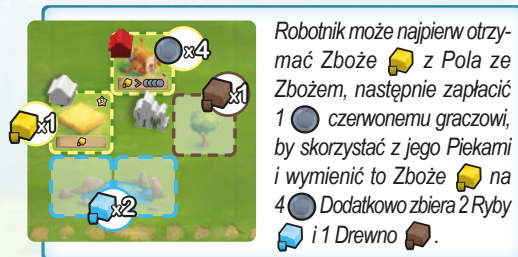 x4
x1
x1
x2
Robotnik może najpierw otrzy-
mać Zboże z Pola ze
Zbożem, następnie zapłacić
1 czerwonemu graczowi,
by skorzystać z jego Piekarni
i wymienić to Zboże na
4 Dodatkowo zbiera 2 Ryby
i 1 Drewno .